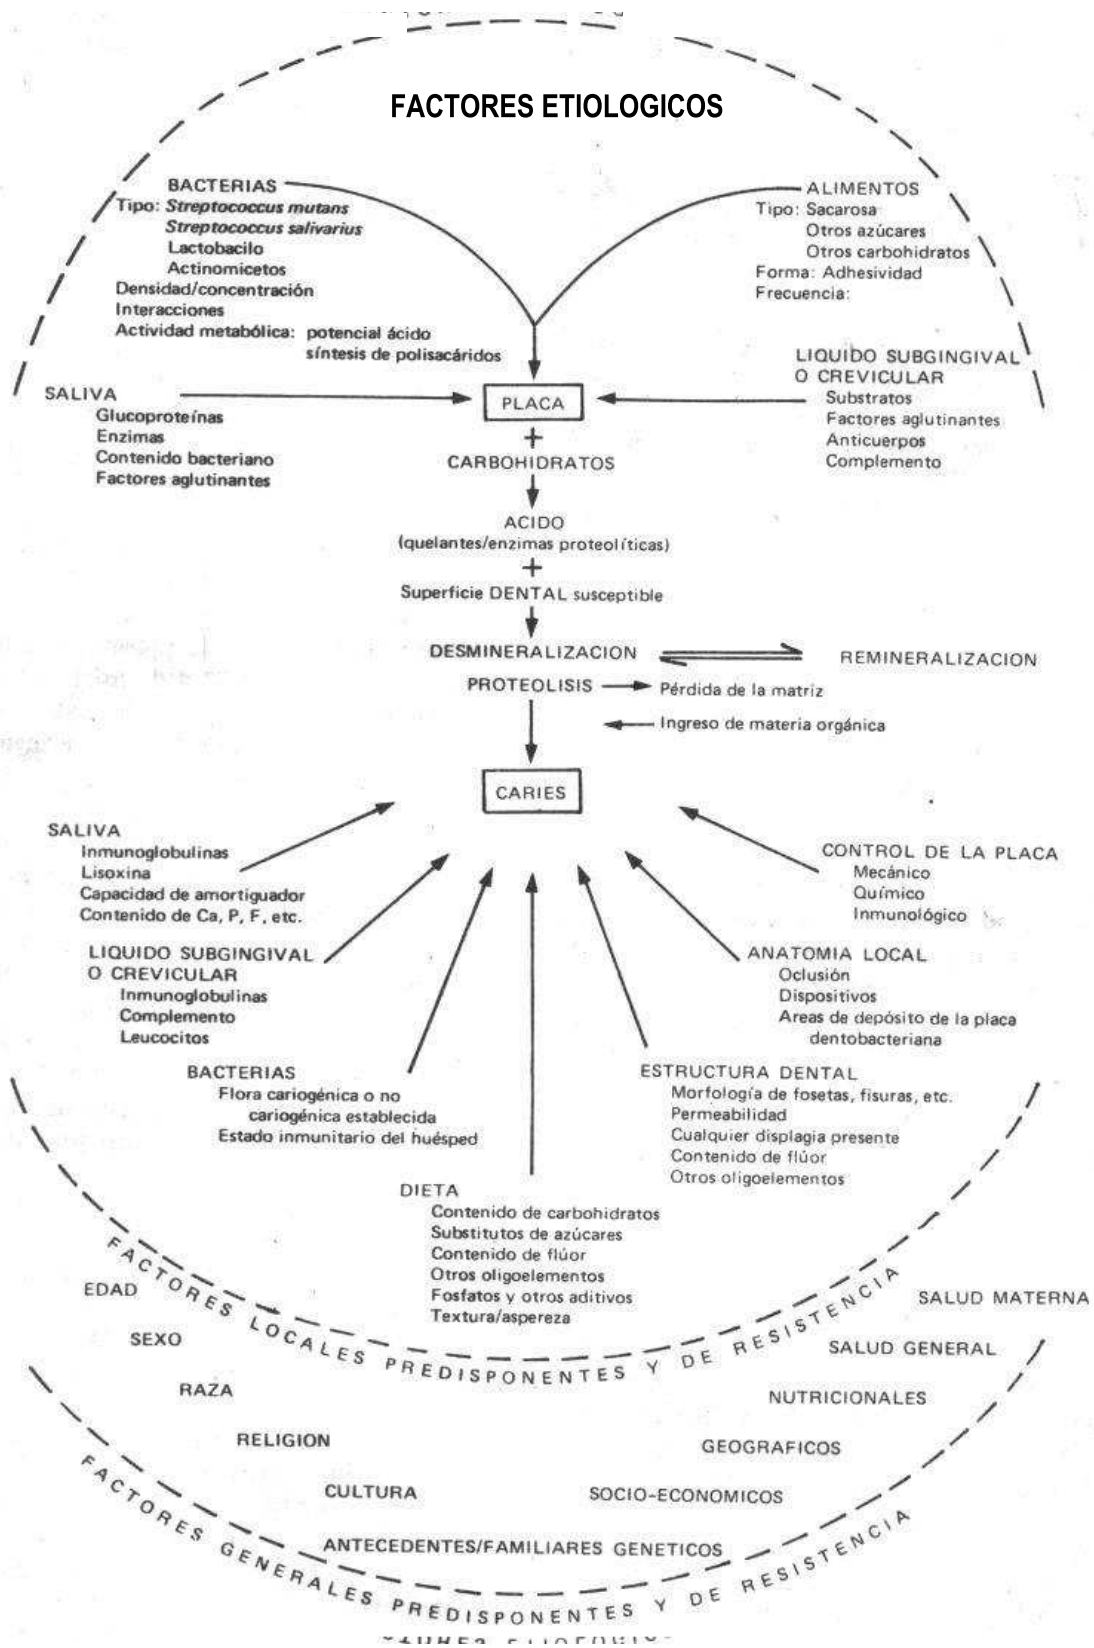 FACTORES ETIOLOGICOS
BACTERIAS
Tipo: Streptococcus mutans
Streptococcus salivarius
Lactobacilo
Actinomicetos
Densidad/concentración
Interacciones
Actividad metabólica: potencial ácido
síntesis de polisacáridos
ALIMENTOS
Tipo: Sacarosa
Otros azúcares
Otros carbohidratos
Forma: Adhesividad
Frecuencia:
SALIVA
Glucoproteínas
Enzimas
Contenido bacteriano
Factores aglutinantes
LIQUIDO SUBGINGIVAL
O CREVICULAR
Substratos
Factores aglutinantes
Anticuerpos
Complemento
PLACA
+
CARBOHIDRATOS
ACIDO
(quelantes/enzimas proteolíticas)
+
Superficie DENTAL susceptible
DESMINERALIZACION
REMINERALIZACION
PROTEOLISIS
Pérdida de la matriz
Ingreso de materia orgánica
CARIES
SALIVA
Inmunoglobulinas
Lisoxina
Capacidad de amortiguador
Contenido de Ca, P, F, etc.
LIQUIDO SUBGINGIVAL
O CREVICULAR
Inmunoglobulinas
Complemento
Leucocitos
BACTERIAS
Flora cariogénica o no
cariogénica establecida
Estado inmunitario del huésped
DIETA
Contenido de carbohidratos
Substitutos de azúcares
Contenido de flúor
Otros oligoelementos
Fosfatos y otros aditivos
Textura/aspereza
CONTROL DE LA PLACA
Mecánico
Químico
Inmunológico
ANATOMIA LOCAL
Oclusión
Dispositivos
Areas de depósito de la placa
dentobacteriana
ESTRUCTURA DENTAL
Morfología de fosetas, fisuras, etc.
Permeabilidad
Cualquier displagia presente
Contenido de flúor
Otros oligoelementos
FACTORES LOCALES PREDISPONENTES Y DE RESISTENCIA
EDAD
SEXO
RAZA
RELIGION
CULTURA
ANTECEDENTES/FAMILIARES GENETICOS
SOCIO-ECONOMICOS
GEOGRAFICOS
NUTRICIONALES
SALUD GENERAL
SALUD MATERNA
FACTORES GENERALES PREDISPONENTES Y DE RESISTENCIA